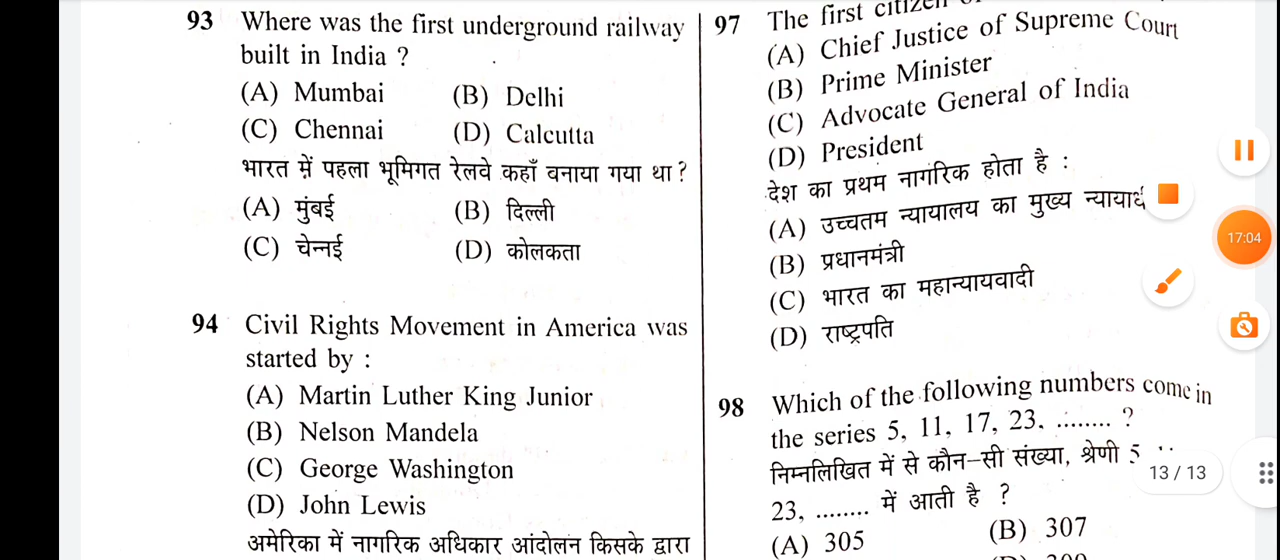 93 Where was the first underground railway
built in India ?
(A) Mumbai (B) Delhi
(C) Chennai (D) Calcutta
भारत में पहला भूमिगत रेलवे कहाँ बनाया गया था ?
(A) मुंबई (B) दिल्ली
(C) चेन्नई (D) कोलकता
94 Civil Rights Movement in America was
started by :
(A) Martin Luther King Junior
(B) Nelson Mandela
(C) George Washington
(D) John Lewis
अमेरिका में नागरिक अधिकार आंदोलन किसके द्वारा
97 The first citizen
(A) Chief Justice of Supreme Court
(B) Prime Minister
(C) Advocate General of India
(D) President
देश का प्रथम नागरिक होता है :
(A) उच्चतम न्यायालय का मुख्य
(B) प्रधानमंत्री
(C) भारत का महान्यायवादी
(D) राष्ट्रपति
98 Which of the following numbers come in
the series 5, 11, 17, 23, ........ ?
निम्नलिखित में से कौन-सी संख्या, श्रेणी 5
23, ........ में आती है ?
(A) 305 (B) 307
17:04
13 / 13